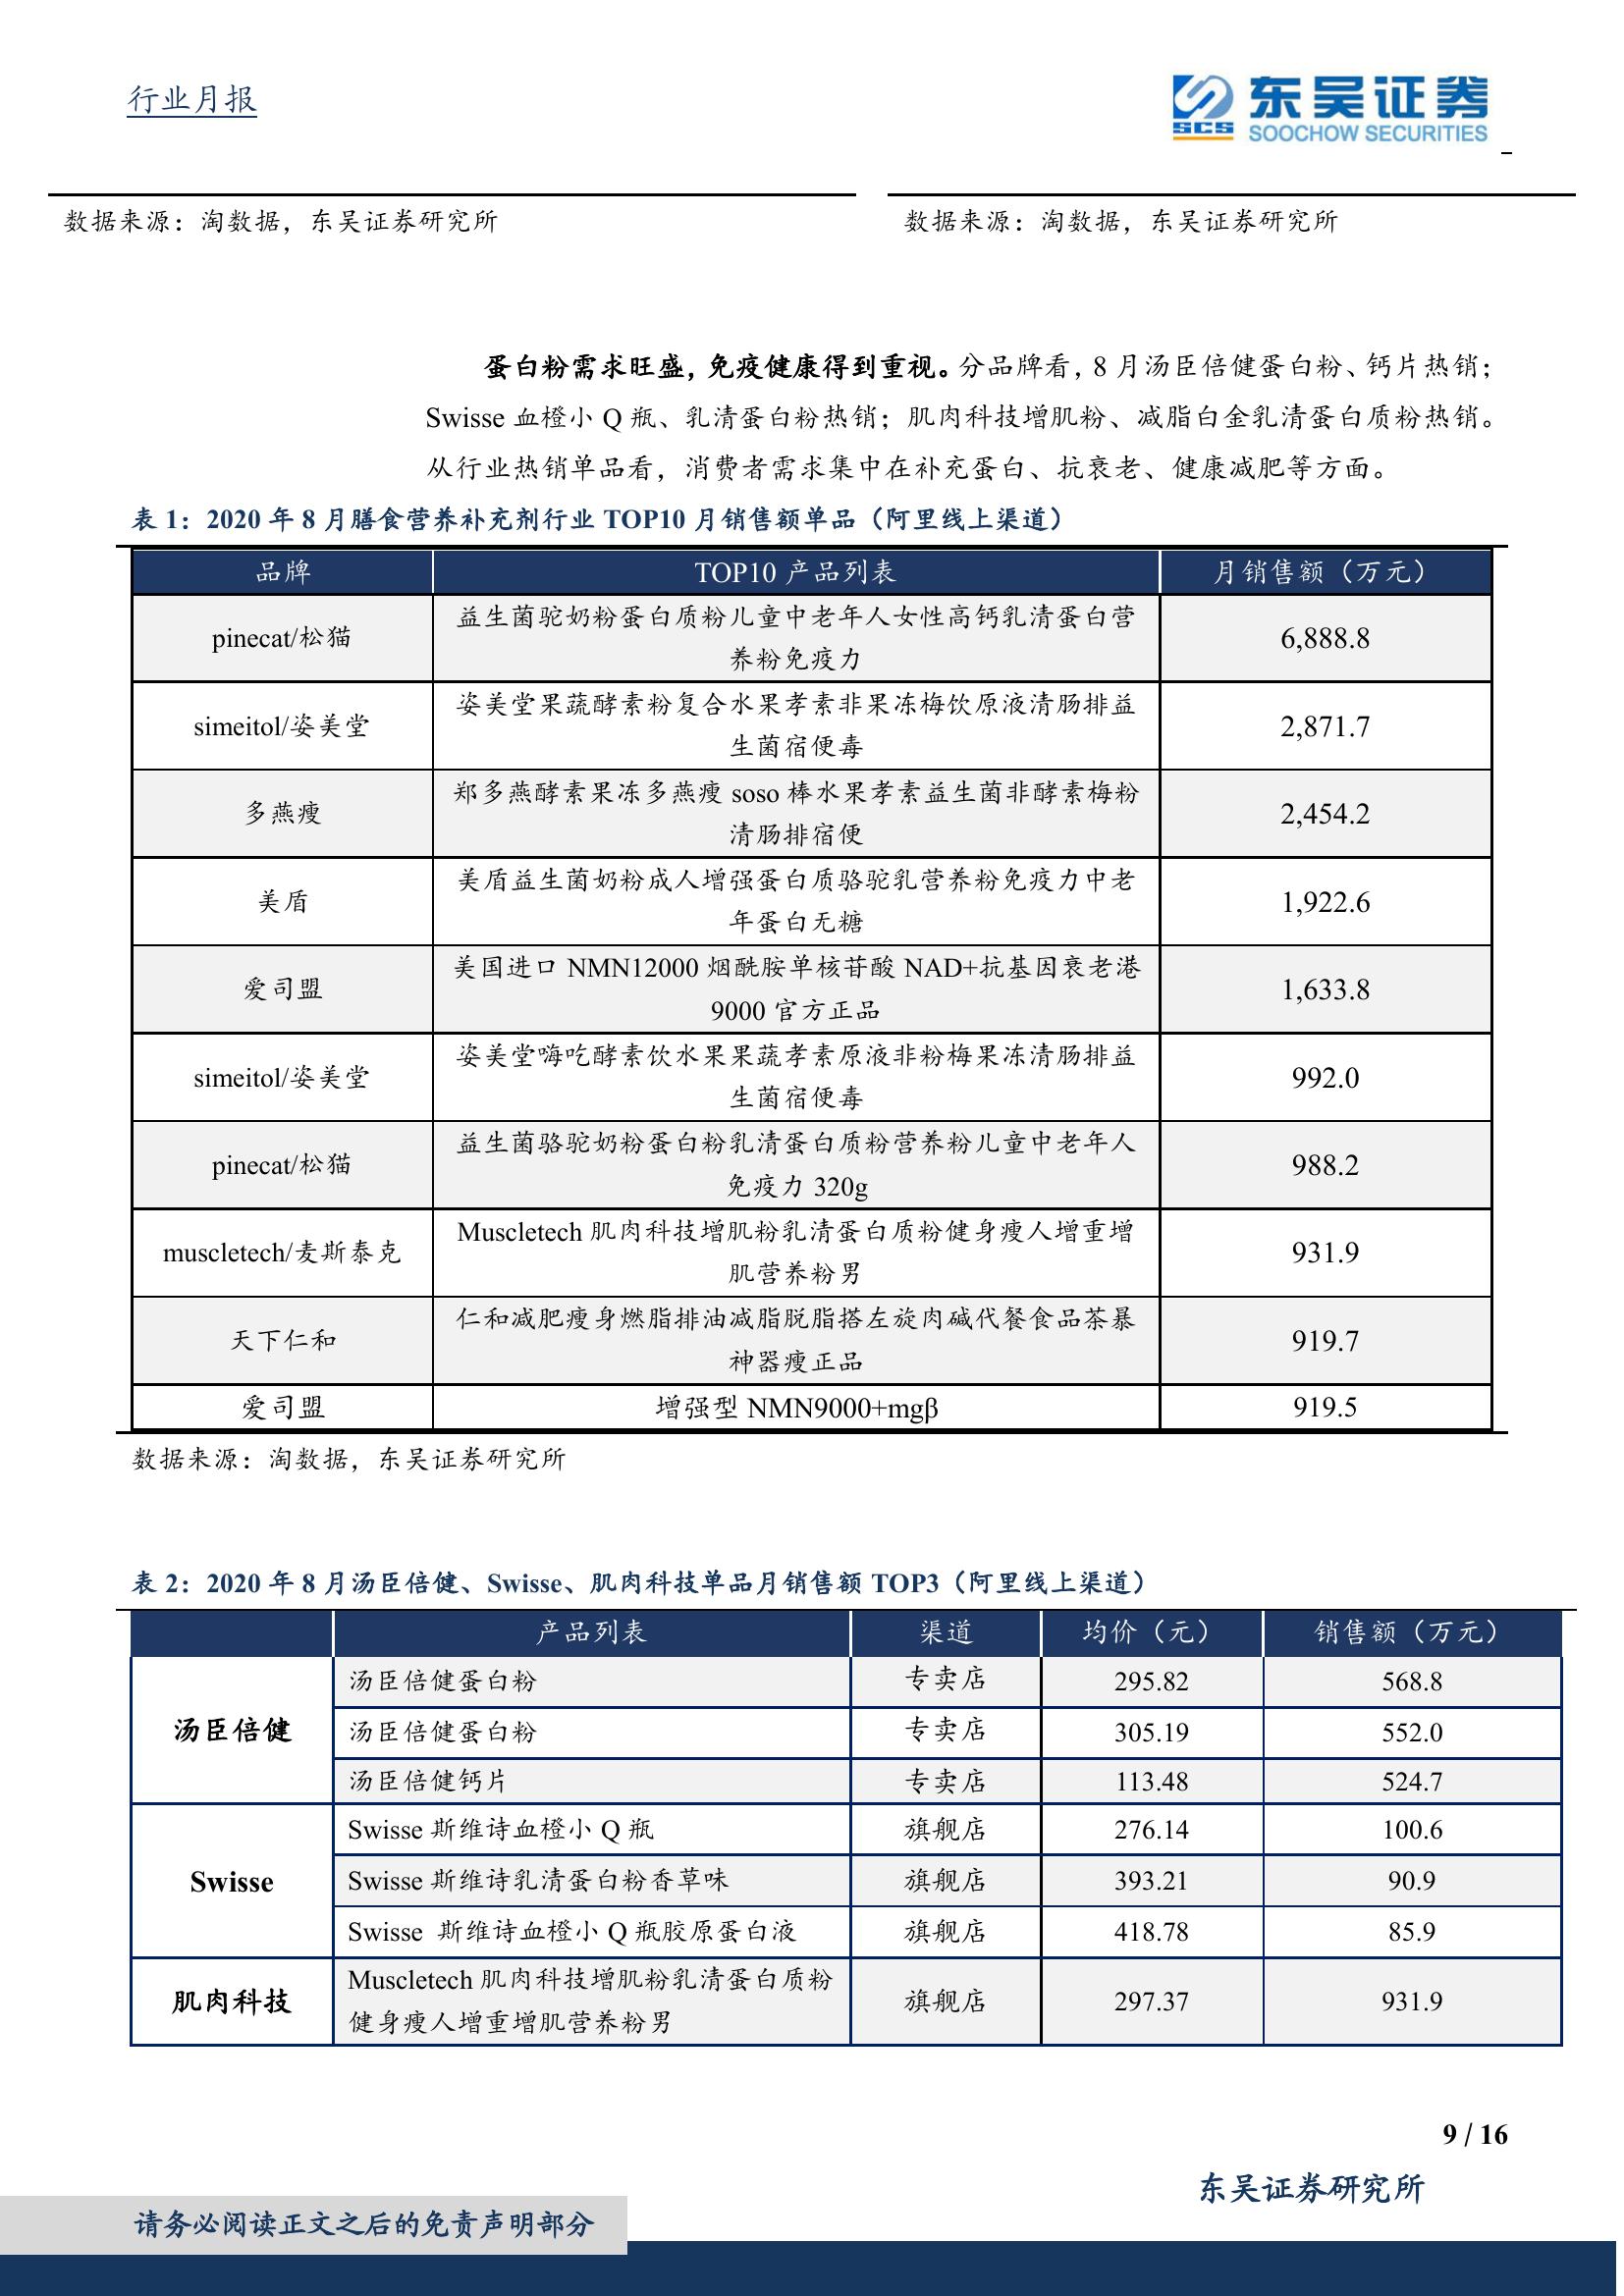 行业月报
SCS
东吴证券
SOOCHOW SECURITIES
数据来源：淘数据，东吴证券研究所
数据来源：淘数据，东吴证券研究所
蛋白粉需求旺盛，免疫健康得到重视。分品牌看，8 月汤臣倍健蛋白粉、钙片热销；
Swisse 血橙小 Q 瓶、乳清蛋白粉热销；肌肉科技增肌粉、减脂白金乳清蛋白质粉热销。
从行业热销单品看，消费者需求集中在补充蛋白、抗衰老、健康减肥等方面。
表 1：2020 年 8 月膳食营养补充剂行业 TOP10 月销售额单品（阿里线上渠道）
品牌 TOP10 产品列表 月销售额（万元）
益生菌驼奶粉蛋白质粉儿童中老年人女性高钙乳清蛋白营
pinecat/松猫 6,888.8
养粉免疫力
姿美堂果蔬酵素粉复合水果孝素非果冻梅饮原液清肠排益
simeitol/姿美堂 2,871.7
生菌宿便毒
郑多燕酵素果冻多燕瘦 soso 棒水果孝素益生菌非酵素梅粉
多燕瘦 2,454.2
清肠排宿便
美盾益生菌奶粉成人增强蛋白质骆驼乳营养粉免疫力中老
美盾 1,922.6
年蛋白无糖
美国进口 NMN12000 烟酰胺单核苷酸 NAD+抗基因衰老港
爱司盟 1,633.8
9000 官方正品
姿美堂嗨吃酵素饮水果果蔬孝素原液非粉梅果冻清肠排益
simeitol/姿美堂 992.0
生菌宿便毒
益生菌骆驼奶粉蛋白粉乳清蛋白质粉营养粉儿童中老年人
pinecat/松猫 988.2
免疫力 320g
Muscletech 肌肉科技增肌粉乳清蛋白质粉健身瘦人增重增
muscletech/麦斯泰克 931.9
肌营养粉男
仁和减肥瘦身燃脂排油减脂脱脂搭左旋肉碱代餐食品茶暴
天下仁和 919.7
神器瘦正品
爱司盟 增强型 NMN9000+mgβ 919.5
数据来源：淘数据，东吴证券研究所
表 2：2020 年 8 月汤臣倍健、Swisse、肌肉科技单品月销售额 TOP3（阿里线上渠道）
产品列表 渠道 均价（元） 销售额（万元）
汤臣倍健蛋白粉 专卖店 295.82 568.8
汤臣倍健 汤臣倍健蛋白粉 专卖店 305.19 552.0
汤臣倍健钙片 专卖店 113.48 524.7
Swisse 斯维诗血橙小 Q 瓶 旗舰店 276.14 100.6
Swisse Swisse 斯维诗乳清蛋白粉香草味 旗舰店 393.21 90.9
Swisse 斯维诗血橙小 Q 瓶胶原蛋白液 旗舰店 418.78 85.9
Muscletech 肌肉科技增肌粉乳清蛋白质粉
肌肉科技 旗舰店 297.37 931.9
健身瘦人增重增肌营养粉男
9 / 16
东吴证券研究所
请务必阅读正文之后的免责声明部分